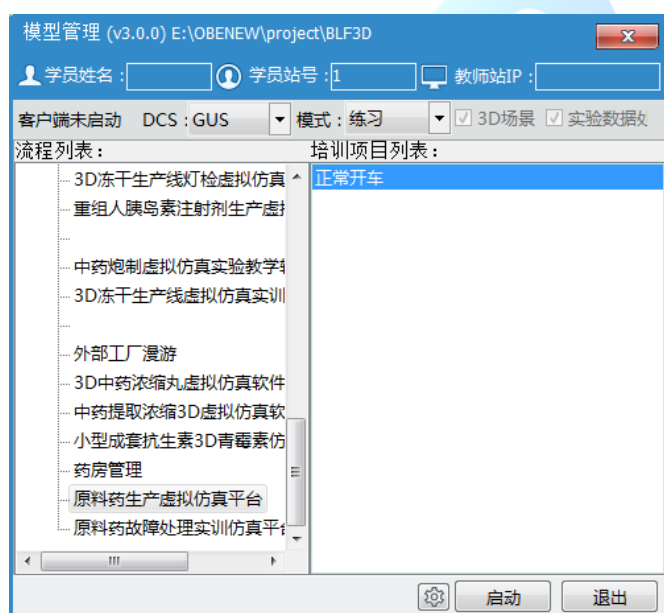 模型管理 (v3.0.0) E:\OBENEW\project\BLF3D
学员姓名 : 学员站号 :1 教师站IP :
客户端未启动 DCS : GUS 模式 : 练习 3D场景 实验数据处
流程列表: 培训项目列表:
3D冻干生产线灯检虚拟仿真 正常开车
重组人胰岛素注射剂生产虚
中药炮制虚拟仿真实验教学
3D冻干生产线虚拟仿真实训
外部工厂漫游
3D中药浓缩丸虚拟仿真软件
中药提取浓缩3D虚拟仿真软
小型成套抗生素3D青霉素仿
药房管理
原料药生产虚拟仿真平台
原料药故障处理实训仿真平
启动 退出